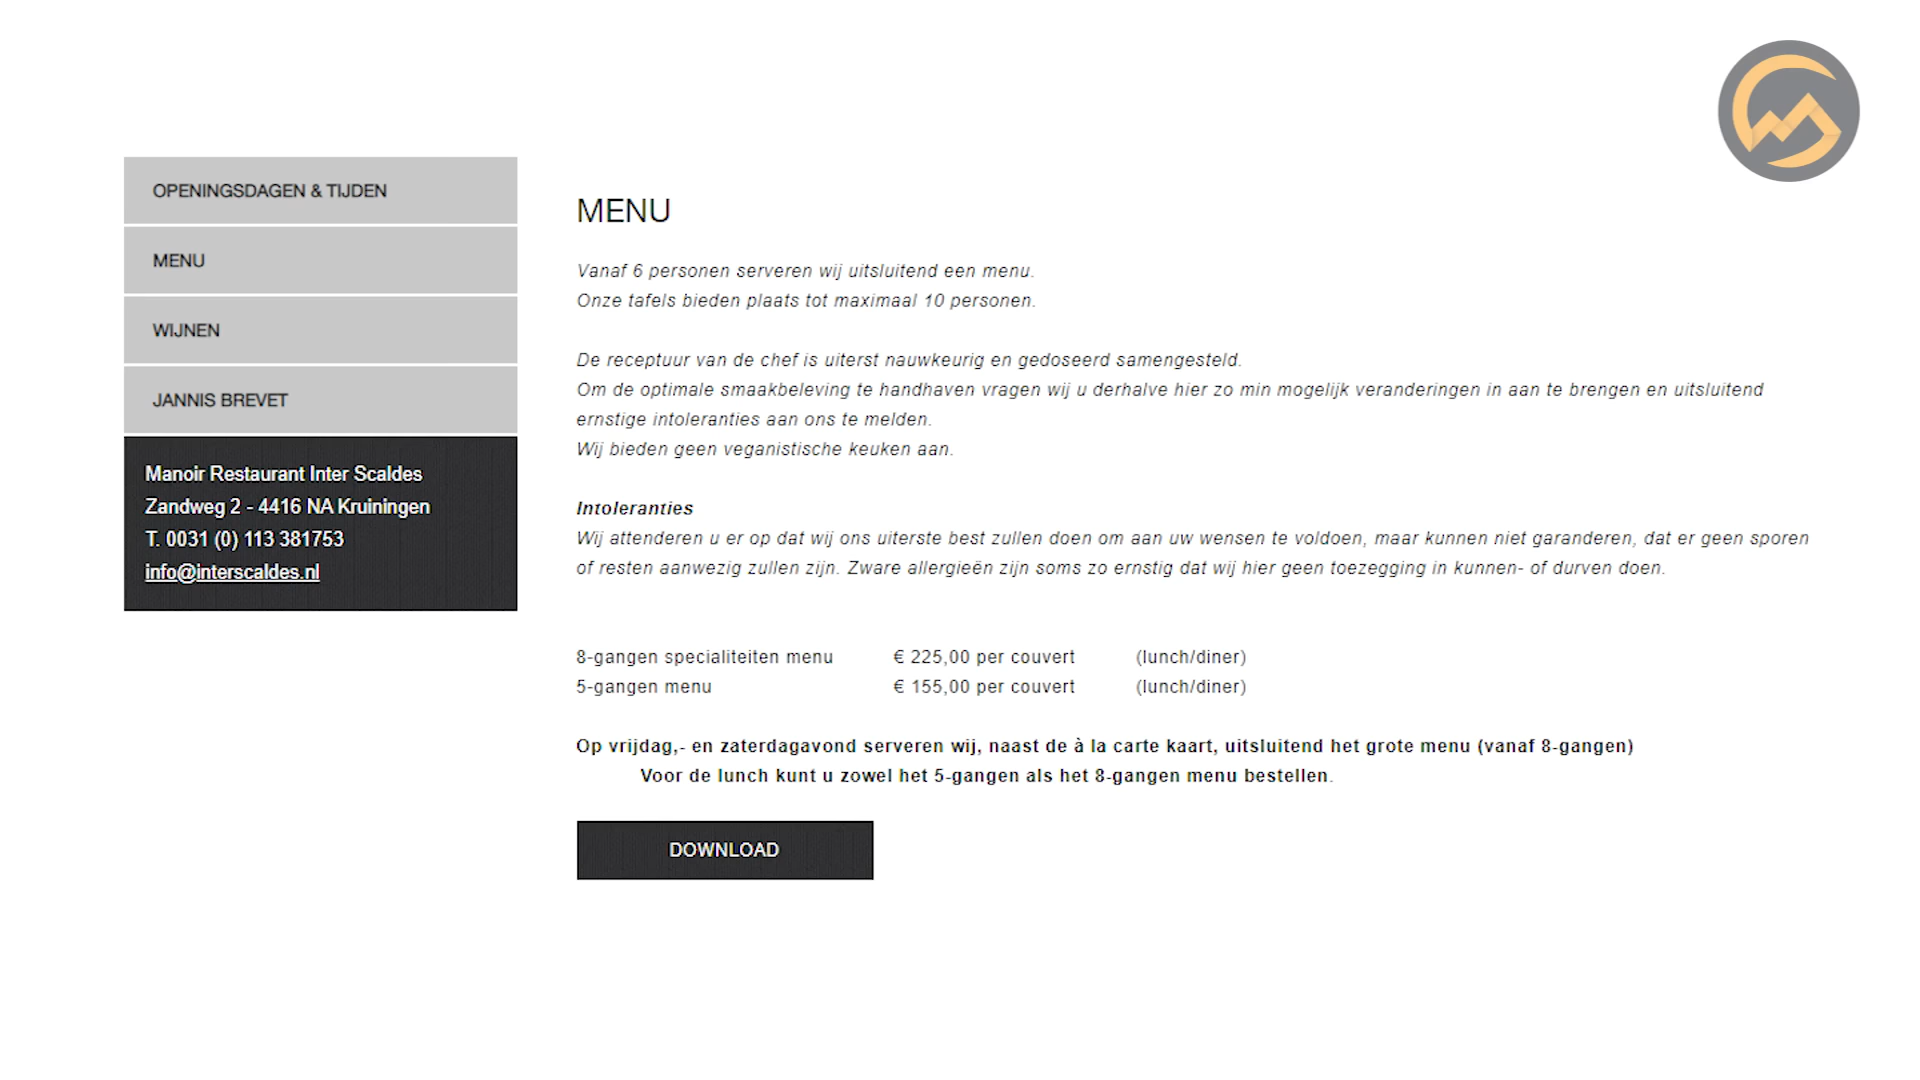 OPENINGSDAGEN & TIJDEN
MENU
WIJNEN
JANNIS BREVET
Manoir Restaurant Inter Scaldes
Zandweg 2 - 4416 NA Kruiningen
T. 0031 (0) 113 381753
info@interscaldes.nl
MENU
Vanaf 6 personen serveren wij uitsluitend een menu.
Onze tafels bieden plaats tot maximaal 10 personen.
De receptuur van de chef is uiterst nauwkeurig en gedoseerd samengesteld.
Om de optimale smaakbeleving te handhaven vragen wij u derhalve hier zo min mogelijk veranderingen in aan te brengen en uitsluitend
ernstige intoleranties aan ons te melden.
Wij bieden geen veganistische keuken aan.
Intoleranties
Wij attenderen u er op dat wij ons uiterste best zullen doen om aan uw wensen te voldoen, maar kunnen niet garanderen, dat er geen sporen
of resten aanwezig zullen zijn. Zware allergieën zijn soms zo ernstig dat wij hier geen toezegging in kunnen- of durven doen.
8-gangen specialiteiten menu € 225,00 per couvert (lunch/diner)
5-gangen menu € 155,00 per couvert (lunch/diner)
Op vrijdag,- en zaterdagavond serveren wij, naast de à la carte kaart, uitsluitend het grote menu (vanaf 8-gangen)
Voor de lunch kunt u zowel het 5-gangen als het 8-gangen menu bestellen.
DOWNLOAD